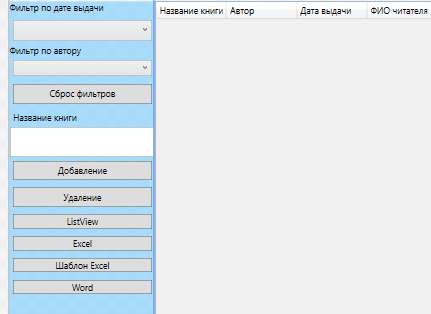 Фильтр по дате выдачи
Фильтр по автору
Сброс фильтров
Название книги
Добавление
Удаление
ListView
Excel
Шаблон Excel
Word
Название книги Автор Дата выдачи ФИО читателя